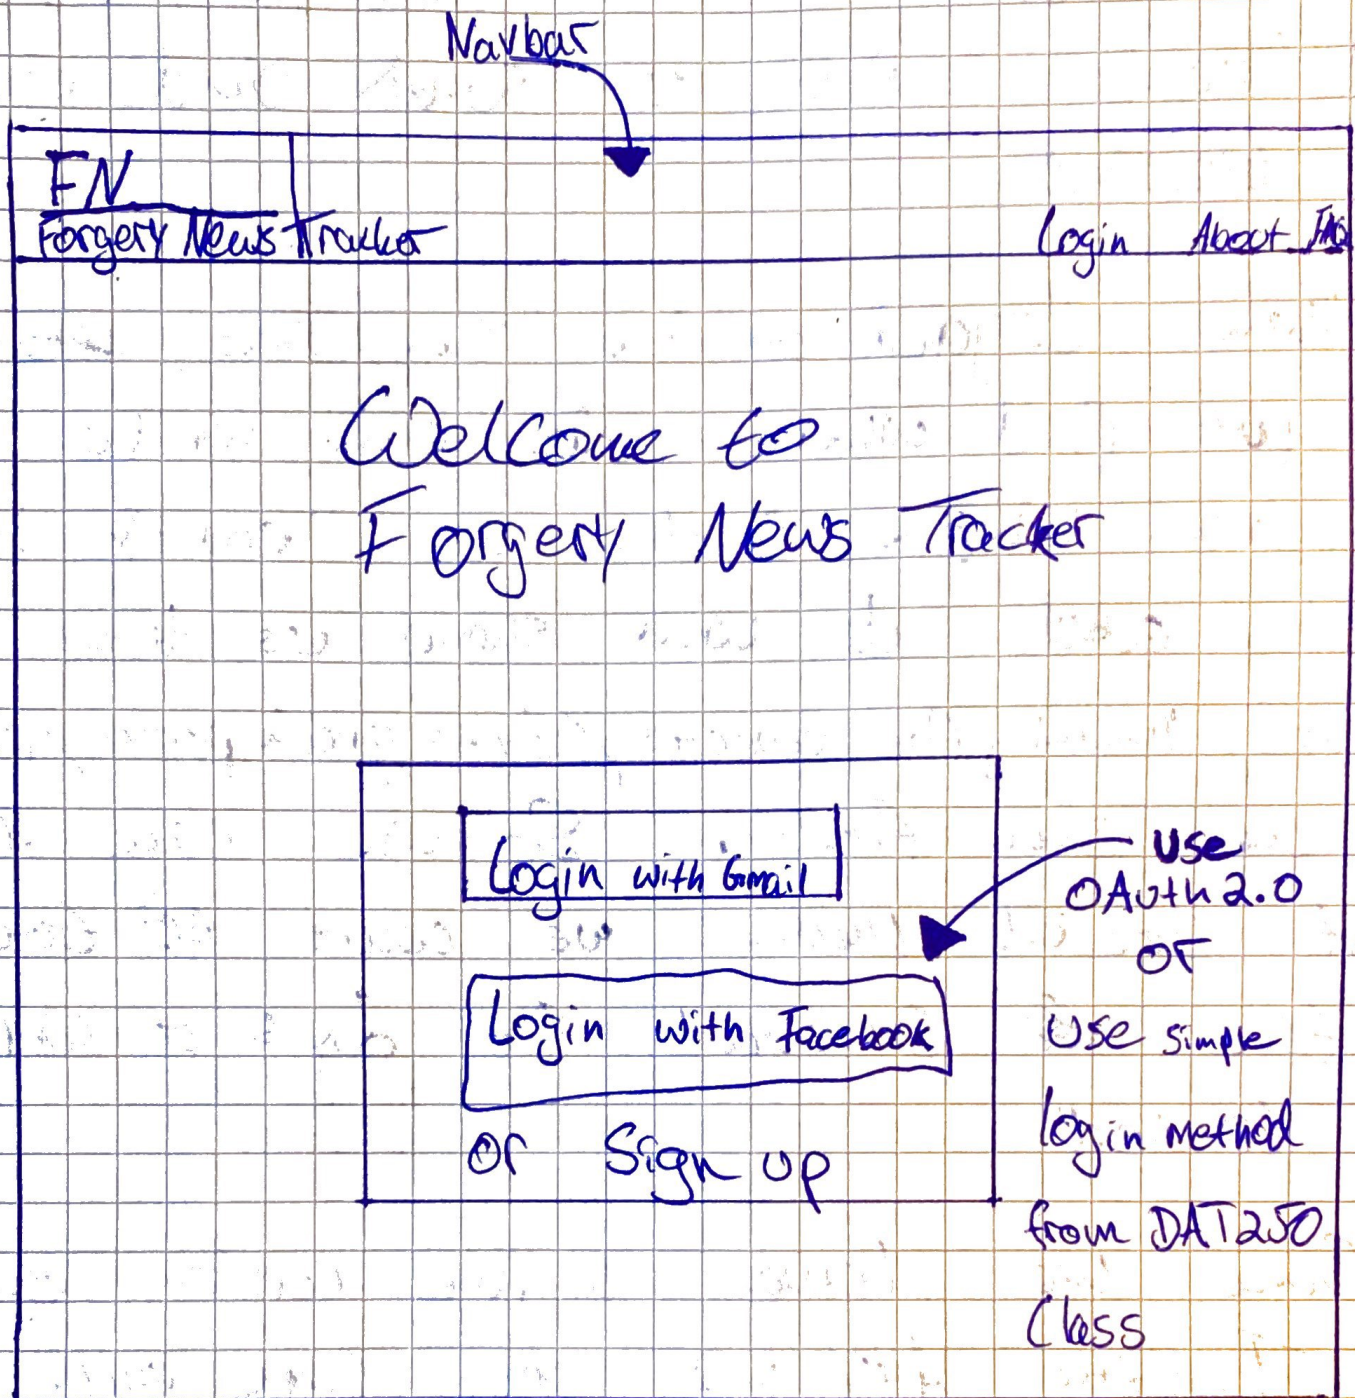 Navbar
FN
Forgery News Tracker
Login About FAQ
Welcome to
Forgery News Tracker
Login with Gmail
Login with Facebook
or Sign up
Use
OAuth 2.0
or
Use simple
login method
from DAT250
Class